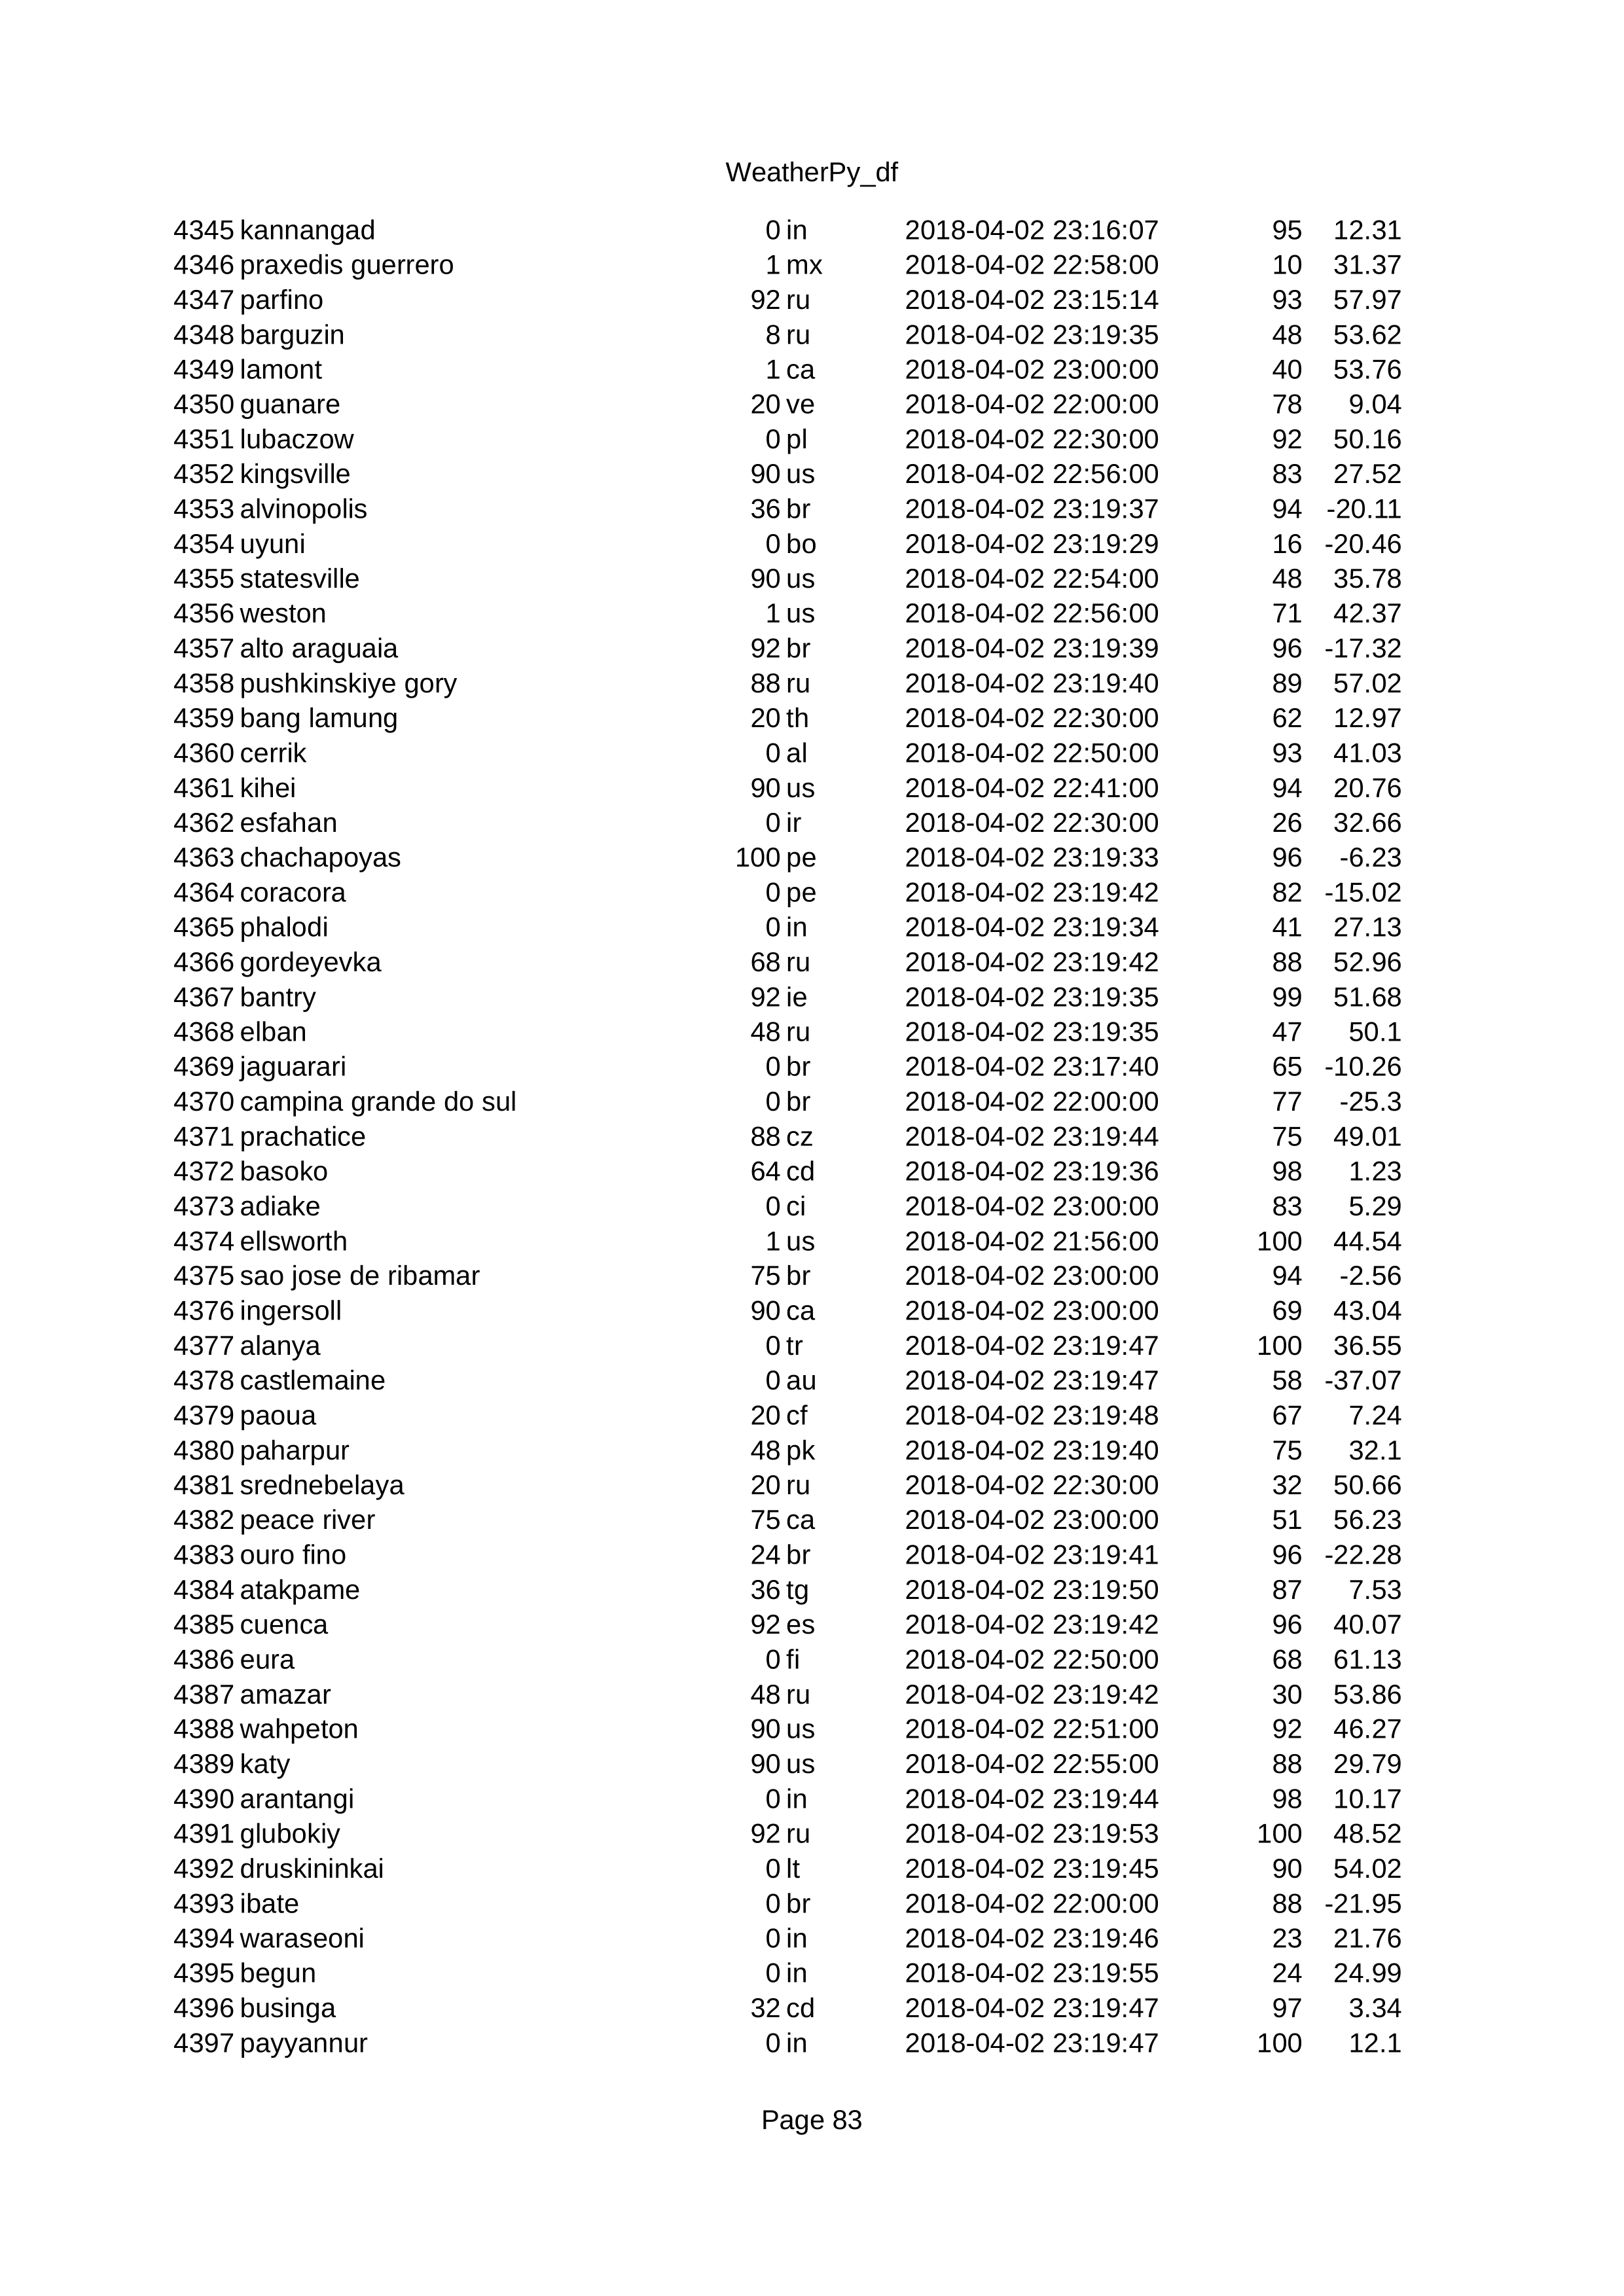 WeatherPy_df
4345 kannangad 0 in 2018-04-02 23:16:07 95 12.31
4346 praxedis guerrero 1 mx 2018-04-02 22:58:00 10 31.37
4347 parfino 92 ru 2018-04-02 23:15:14 93 57.97
4348 barguzin 8 ru 2018-04-02 23:19:35 48 53.62
4349 lamont 1 ca 2018-04-02 23:00:00 40 53.76
4350 guanare 20 ve 2018-04-02 22:00:00 78 9.04
4351 lubaczow 0 pl 2018-04-02 22:30:00 92 50.16
4352 kingsville 90 us 2018-04-02 22:56:00 83 27.52
4353 alvinopolis 36 br 2018-04-02 23:19:37 94 -20.11
4354 uyuni 0 bo 2018-04-02 23:19:29 16 -20.46
4355 statesville 90 us 2018-04-02 22:54:00 48 35.78
4356 weston 1 us 2018-04-02 22:56:00 71 42.37
4357 alto araguaia 92 br 2018-04-02 23:19:39 96 -17.32
4358 pushkinskiye gory 88 ru 2018-04-02 23:19:40 89 57.02
4359 bang lamung 20 th 2018-04-02 22:30:00 62 12.97
4360 cerrik 0 al 2018-04-02 22:50:00 93 41.03
4361 kihei 90 us 2018-04-02 22:41:00 94 20.76
4362 esfahan 0 ir 2018-04-02 22:30:00 26 32.66
4363 chachapoyas 100 pe 2018-04-02 23:19:33 96 -6.23
4364 coracora 0 pe 2018-04-02 23:19:42 82 -15.02
4365 phalodi 0 in 2018-04-02 23:19:34 41 27.13
4366 gordeyevka 68 ru 2018-04-02 23:19:42 88 52.96
4367 bantry 92 ie 2018-04-02 23:19:35 99 51.68
4368 elban 48 ru 2018-04-02 23:19:35 47 50.1
4369 jaguarari 0 br 2018-04-02 23:17:40 65 -10.26
4370 campina grande do sul 0 br 2018-04-02 22:00:00 77 -25.3
4371 prachatice 88 cz 2018-04-02 23:19:44 75 49.01
4372 basoko 64 cd 2018-04-02 23:19:36 98 1.23
4373 adiake 0 ci 2018-04-02 23:00:00 83 5.29
4374 ellsworth 1 us 2018-04-02 21:56:00 100 44.54
4375 sao jose de ribamar 75 br 2018-04-02 23:00:00 94 -2.56
4376 ingersoll 90 ca 2018-04-02 23:00:00 69 43.04
4377 alanya 0 tr 2018-04-02 23:19:47 100 36.55
4378 castlemaine 0 au 2018-04-02 23:19:47 58 -37.07
4379 paoua 20 cf 2018-04-02 23:19:48 67 7.24
4380 paharpur 48 pk 2018-04-02 23:19:40 75 32.1
4381 srednebelaya 20 ru 2018-04-02 22:30:00 32 50.66
4382 peace river 75 ca 2018-04-02 23:00:00 51 56.23
4383 ouro fino 24 br 2018-04-02 23:19:41 96 -22.28
4384 atakpame 36 tg 2018-04-02 23:19:50 87 7.53
4385 cuenca 92 es 2018-04-02 23:19:42 96 40.07
4386 eura 0 fi 2018-04-02 22:50:00 68 61.13
4387 amazar 48 ru 2018-04-02 23:19:42 30 53.86
4388 wahpeton 90 us 2018-04-02 22:51:00 92 46.27
4389 katy 90 us 2018-04-02 22:55:00 88 29.79
4390 arantangi 0 in 2018-04-02 23:19:44 98 10.17
4391 glubokiy 92 ru 2018-04-02 23:19:53 100 48.52
4392 druskininkai 0 lt 2018-04-02 23:19:45 90 54.02
4393 ibate 0 br 2018-04-02 22:00:00 88 -21.95
4394 waraseoni 0 in 2018-04-02 23:19:46 23 21.76
4395 begun 0 in 2018-04-02 23:19:55 24 24.99
4396 businga 32 cd 2018-04-02 23:19:47 97 3.34
4397 payyannur 0 in 2018-04-02 23:19:47 100 12.1
Page 83